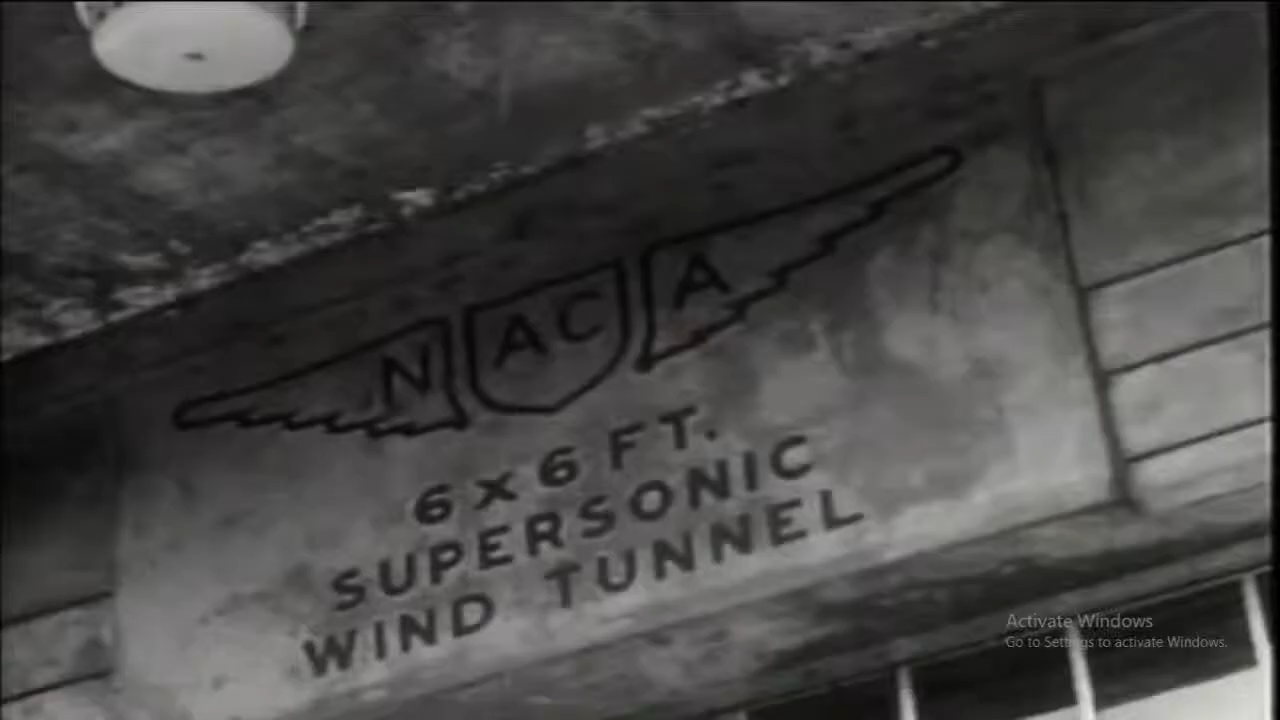 NACA
6 X 6 FT.
SUPERSONIC
WIND TUNNEL
Activate Windows
Go to Settings to activate Windows.